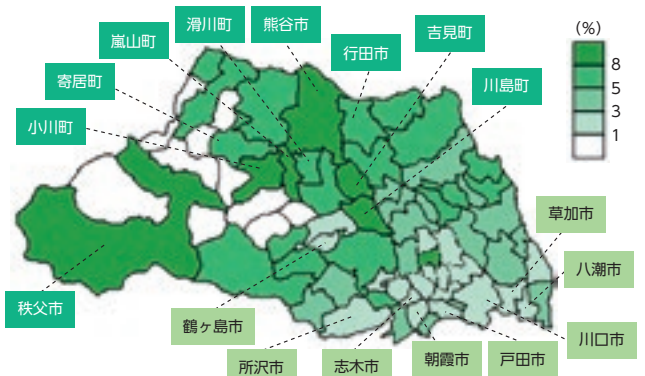 滑川町
熊谷市
吉見町
(%)
嵐山町
行田市
8
寄居町
川島町
5
3
小川町
1
草加市
八潮市
秩父市
鶴ヶ島市
川口市
所沢市
志木市
朝霞市
戸田市